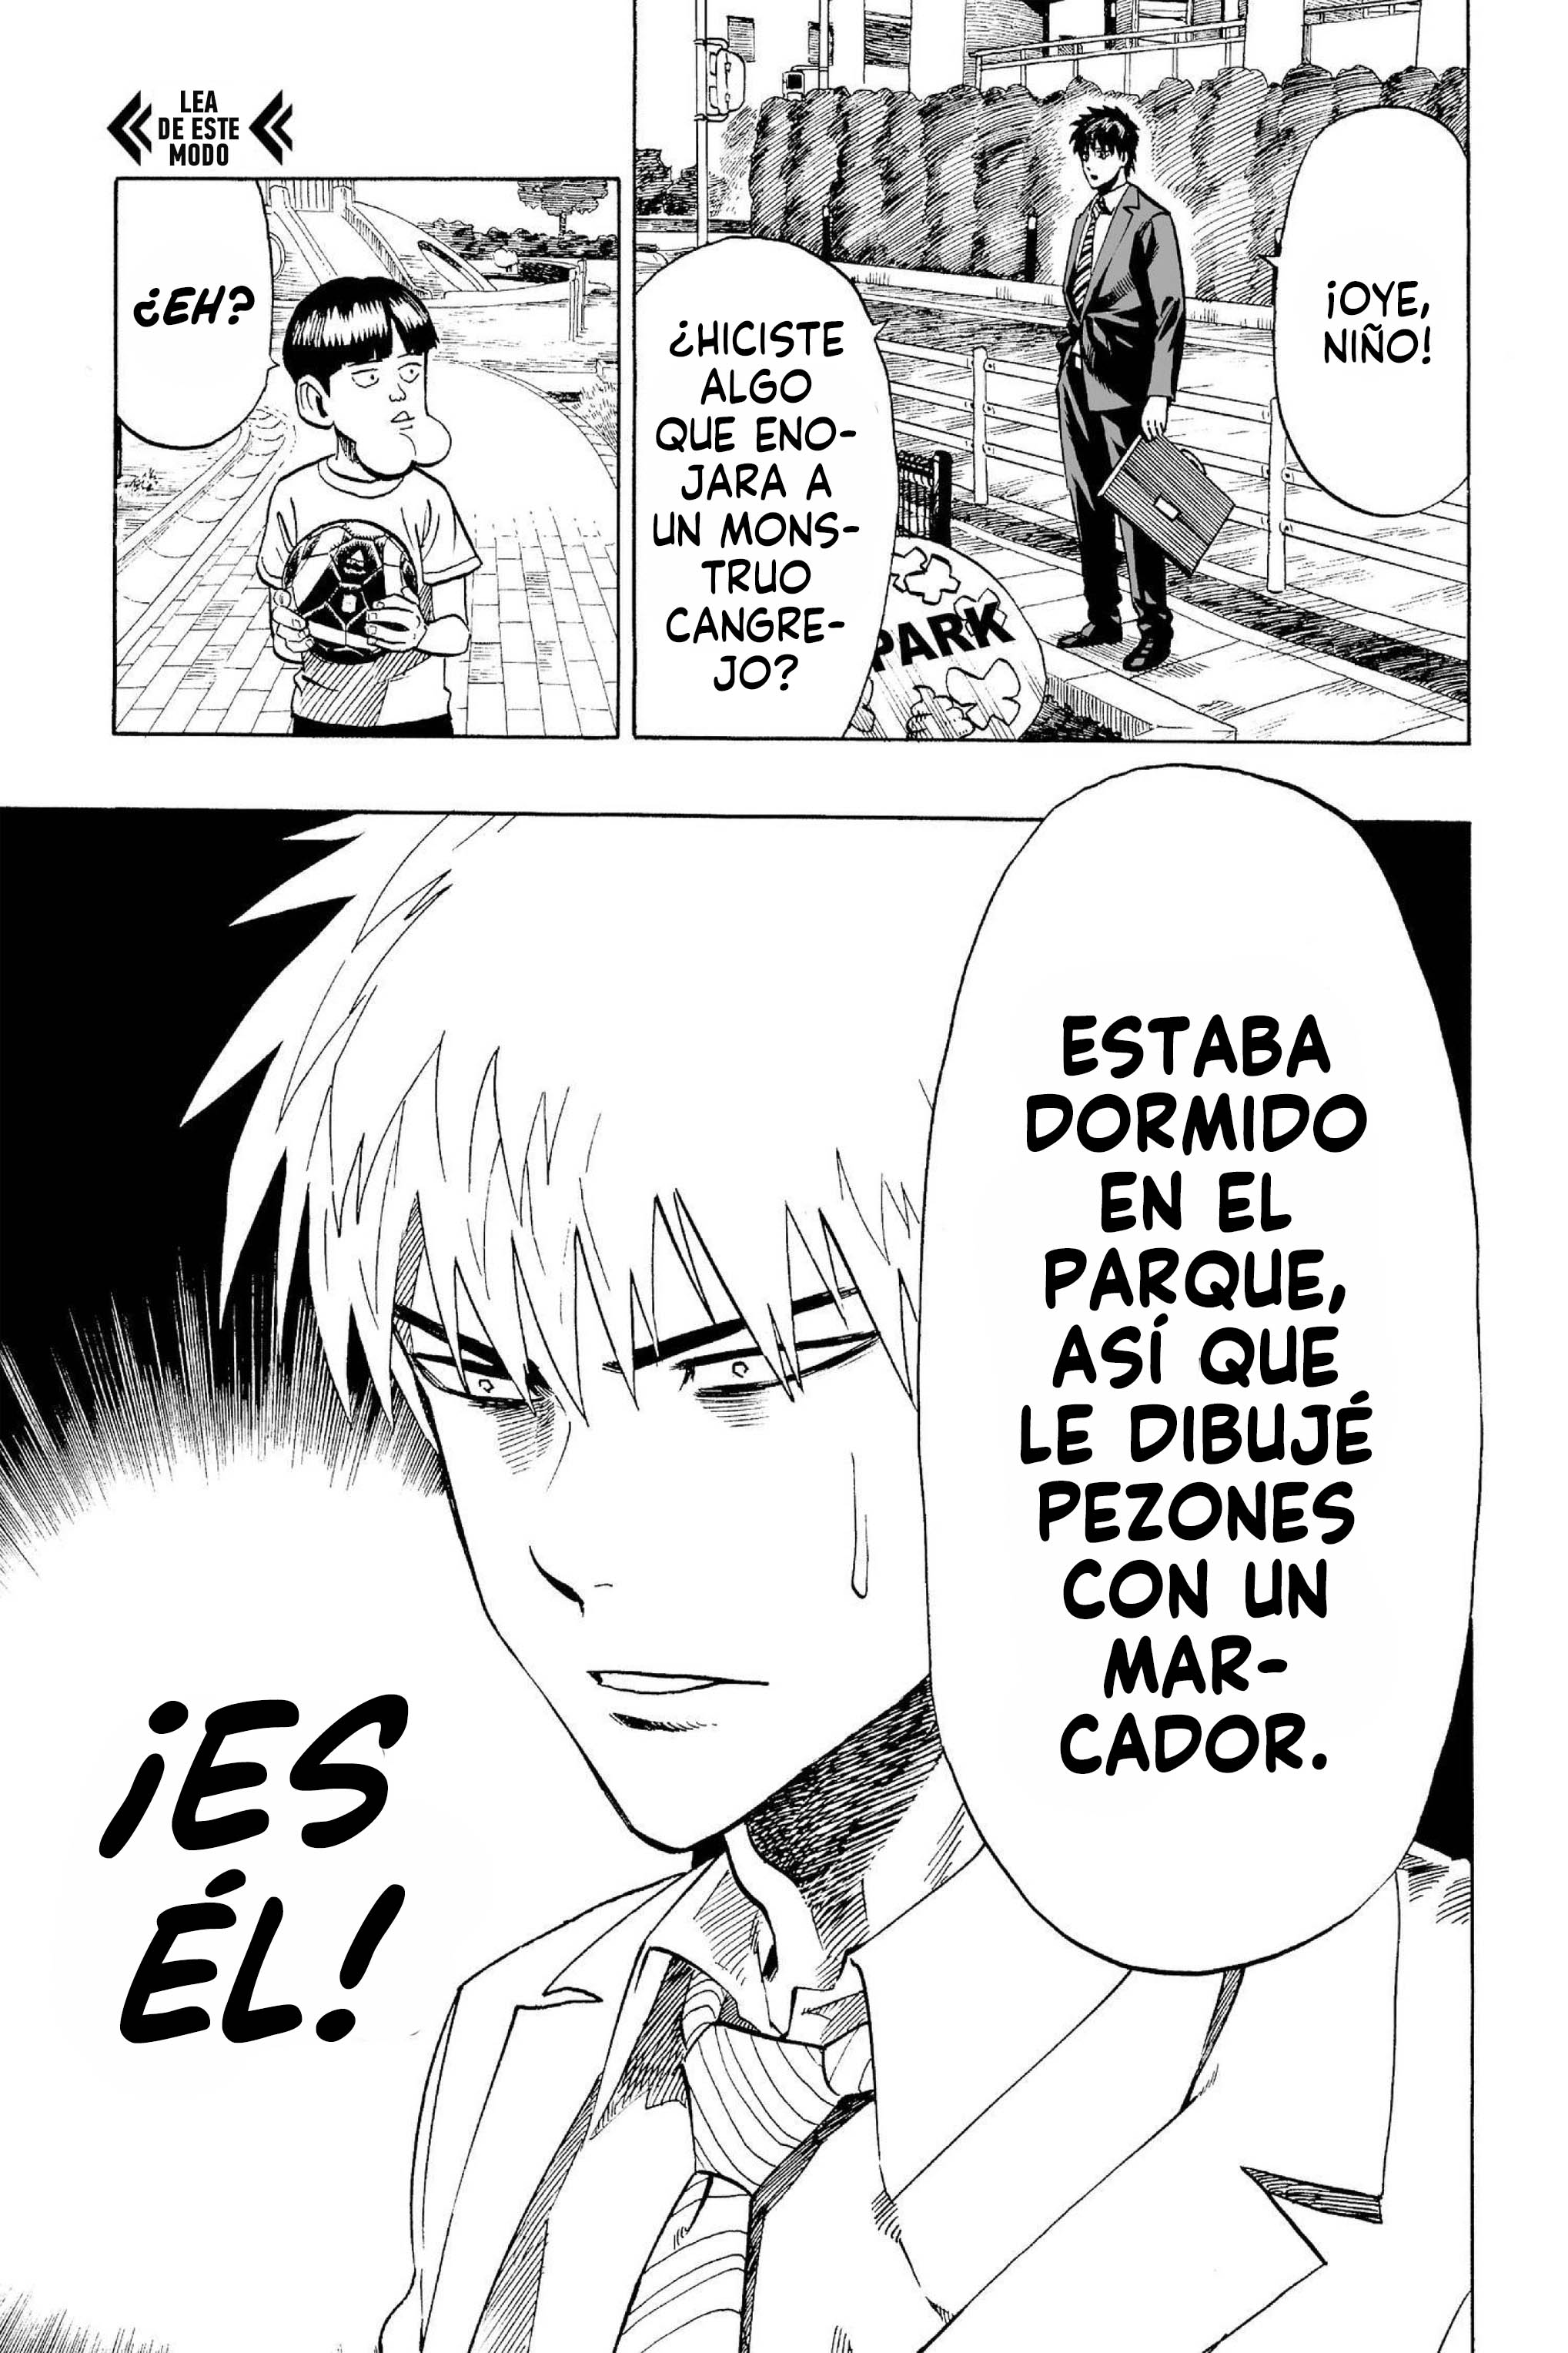 LEA
DE ESTE
MODO
¡OYE,
NIÑO!
¿HICISTE
ALGO
QUE ENO-
JARA A
UN MONS-
TRUO
CANGRE-
JO?
PARK
¿EH?
ESTABA
DORMIDO
EN EL
PARQUE,
ASÍ QUE
LE DIBUJÉ
PEZONES
CON UN
MAR-
CADOR.
¡ES
ÉL!